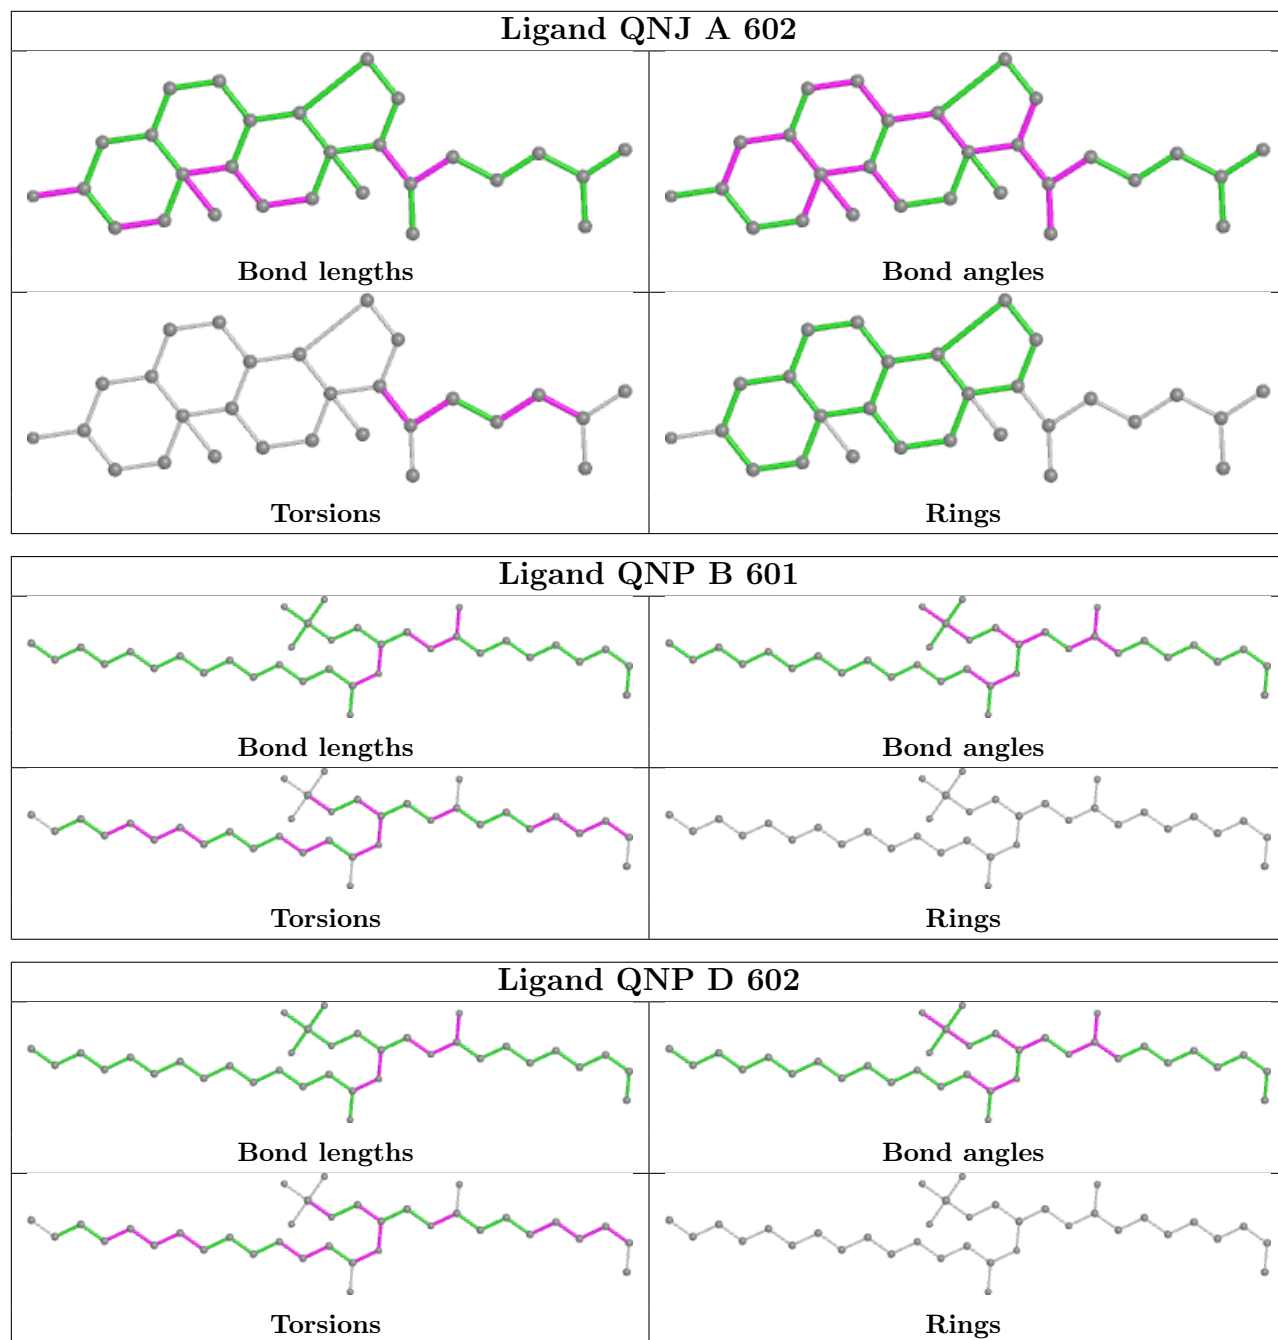 Ligand QNJ A 602
Bond lengths
Bond angles
Torsions
Rings
Ligand QNP B 601
Bond lengths
Bond angles
Torsions
Rings
Ligand QNP D 602
Bond lengths
Bond angles
Torsions
Rings